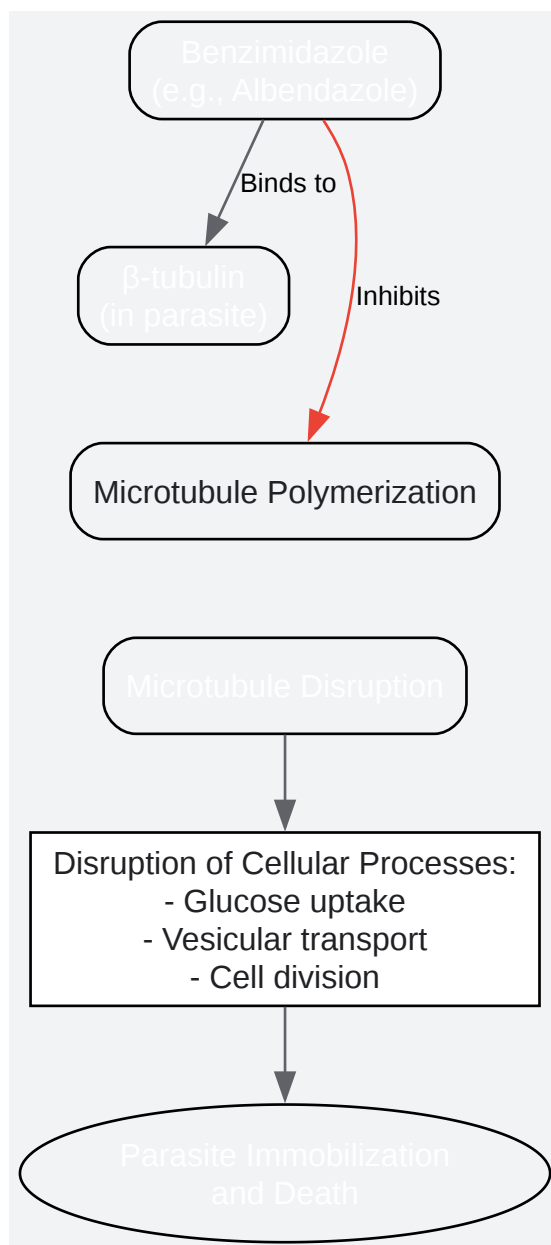 Benzimidazole
(e.g., Albendazole)
Binds to
β-tubulin
(in parasite)
Inhibits
Microtubule Polymerization
Microtubule Disruption
Disruption of Cellular Processes:
- Glucose uptake
- Vesicular transport
- Cell division
Parasite Immobilization
and Death